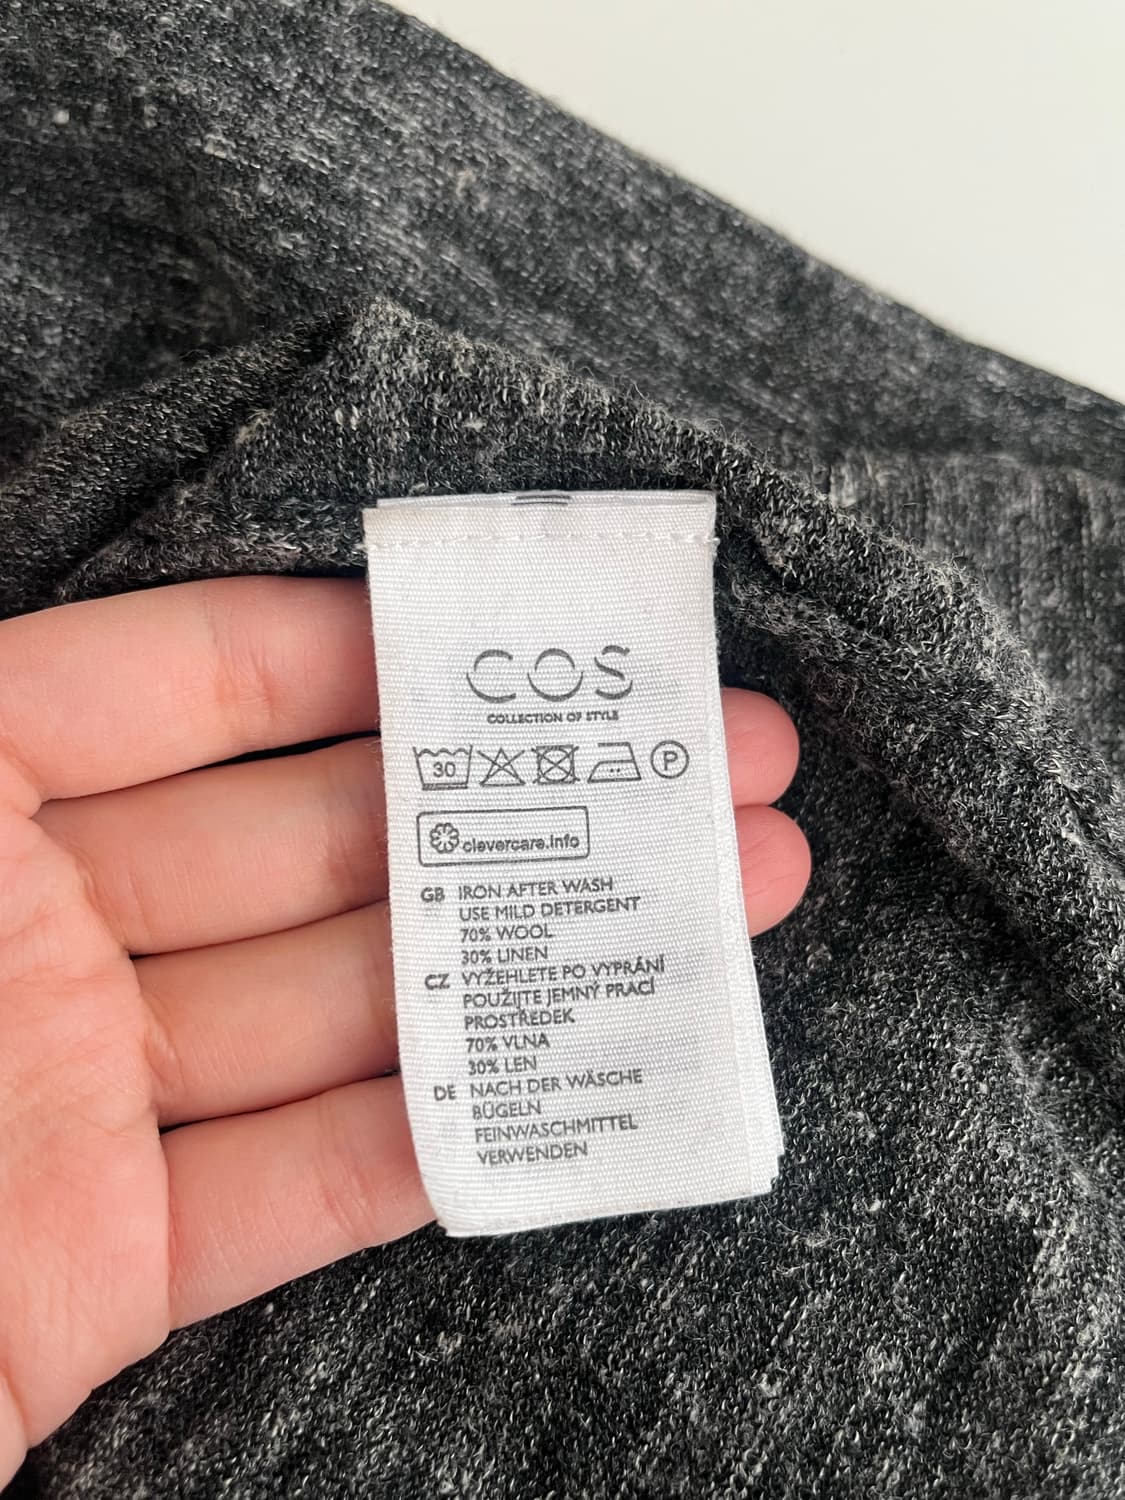 COS
COLLECTION OF STYLE
30 P
clevercare.info
GB IRON AFTER WASH
USE MILD DETERGENT
70% WOOL
30% LINEN
CZ VYŽEHLETE PO VYPRÁNÍ
POUŽIJTE JEMNÝ PRACÍ
PROSTŘEDEK
70% VLNA
30% LEN
DE NACH DER WÄSCHE
BÜGELN
FEINWASCHMITTEL
VERWENDEN